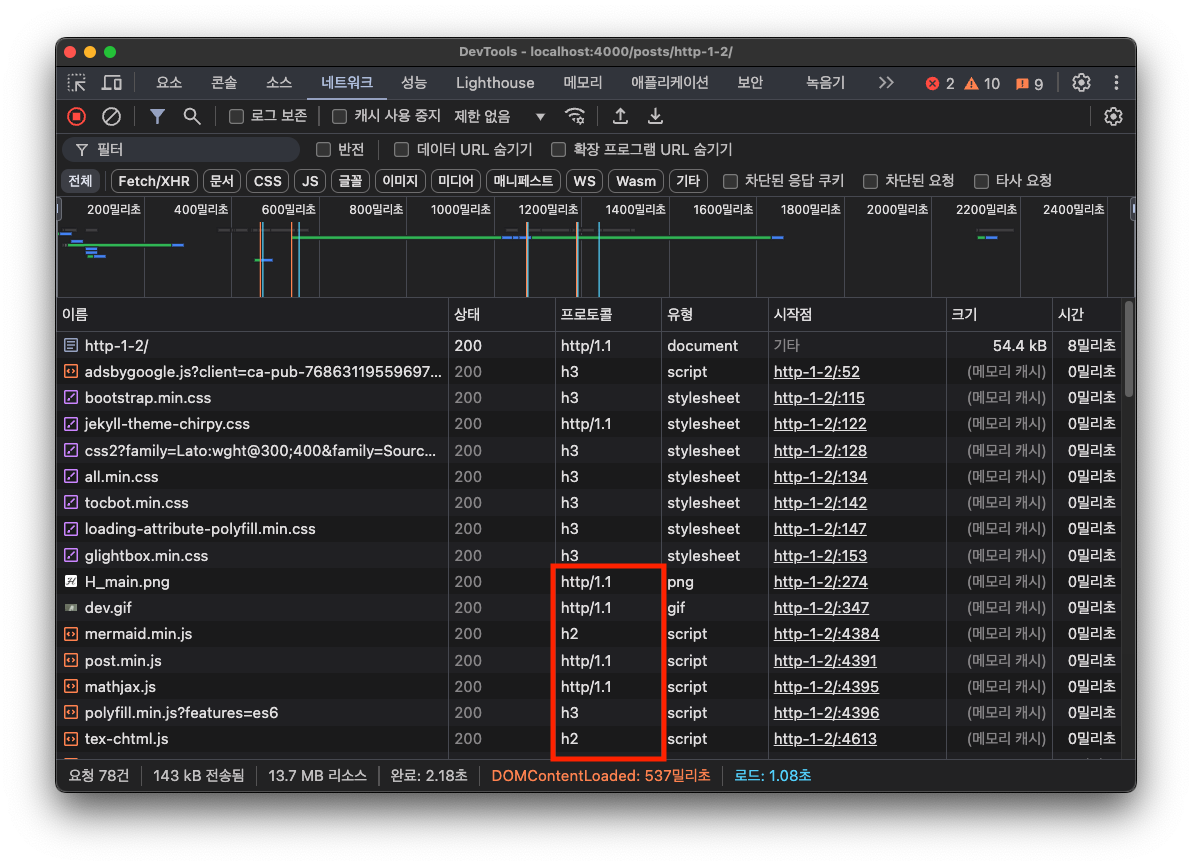 DevTools - localhost:4000/posts/http-1-2/
요소 콘솔 소스 네트워크 성능 Lighthouse 메모리 애플리케이션 보안 녹음기 2 10 9
로그 보존 캐시 사용 중지 제한 없음
필터 반전 데이터 URL 숨기기 확장 프로그램 URL 숨기기
전체 Fetch/XHR 문서 CSS JS 글꼴 이미지 미디어 매니페스트 WS Wasm 기타 차단된 응답 쿠키 차단된 요청 타사 요청
200밀리초 400밀리초 600밀리초 800밀리초 1000밀리초 1200밀리초 1400밀리초 1600밀리초 1800밀리초 2000밀리초 2200밀리초 2400밀리초
이름 상태 프로토콜 유형 시작점 크기 시간
http-1-2/ 200 http/1.1 document 기타 54.4 kB 8밀리초
adsbygoogle.js?client=ca-pub-76863119559697... 200 h3 script http-1-2/:52 (메모리 캐시) 0밀리초
bootstrap.min.css 200 h3 stylesheet http-1-2/:115 (메모리 캐시) 0밀리초
jekyll-theme-chirpy.css 200 http/1.1 stylesheet http-1-2/:122 (메모리 캐시) 0밀리초
css2?family=Lato:wght@300;400&family=Sourc... 200 h3 stylesheet http-1-2/:128 (메모리 캐시) 0밀리초
all.min.css 200 h3 stylesheet http-1-2/:134 (메모리 캐시) 0밀리초
tocbot.min.css 200 h3 stylesheet http-1-2/:142 (메모리 캐시) 0밀리초
loading-attribute-polyfill.min.css 200 h3 stylesheet http-1-2/:147 (메모리 캐시) 0밀리초
glightbox.min.css 200 h3 stylesheet http-1-2/:153 (메모리 캐시) 0밀리초
H_main.png 200 http/1.1 png http-1-2/:274 (메모리 캐시) 0밀리초
dev.gif 200 http/1.1 gif http-1-2/:347 (메모리 캐시) 0밀리초
mermaid.min.js 200 h2 script http-1-2/:4384 (메모리 캐시) 0밀리초
post.min.js 200 http/1.1 script http-1-2/:4391 (메모리 캐시) 0밀리초
mathjax.js 200 http/1.1 script http-1-2/:4395 (메모리 캐시) 0밀리초
polyfill.min.js?features=es6 200 h3 script http-1-2/:4396 (메모리 캐시) 0밀리초
tex-chtml.js 200 h2 script http-1-2/:4613 (메모리 캐시) 0밀리초
요청 78건 143 kB 전송됨 13.7 MB 리소스 완료: 2.18초 DOMContentLoaded: 537밀리초 로드: 1.08초